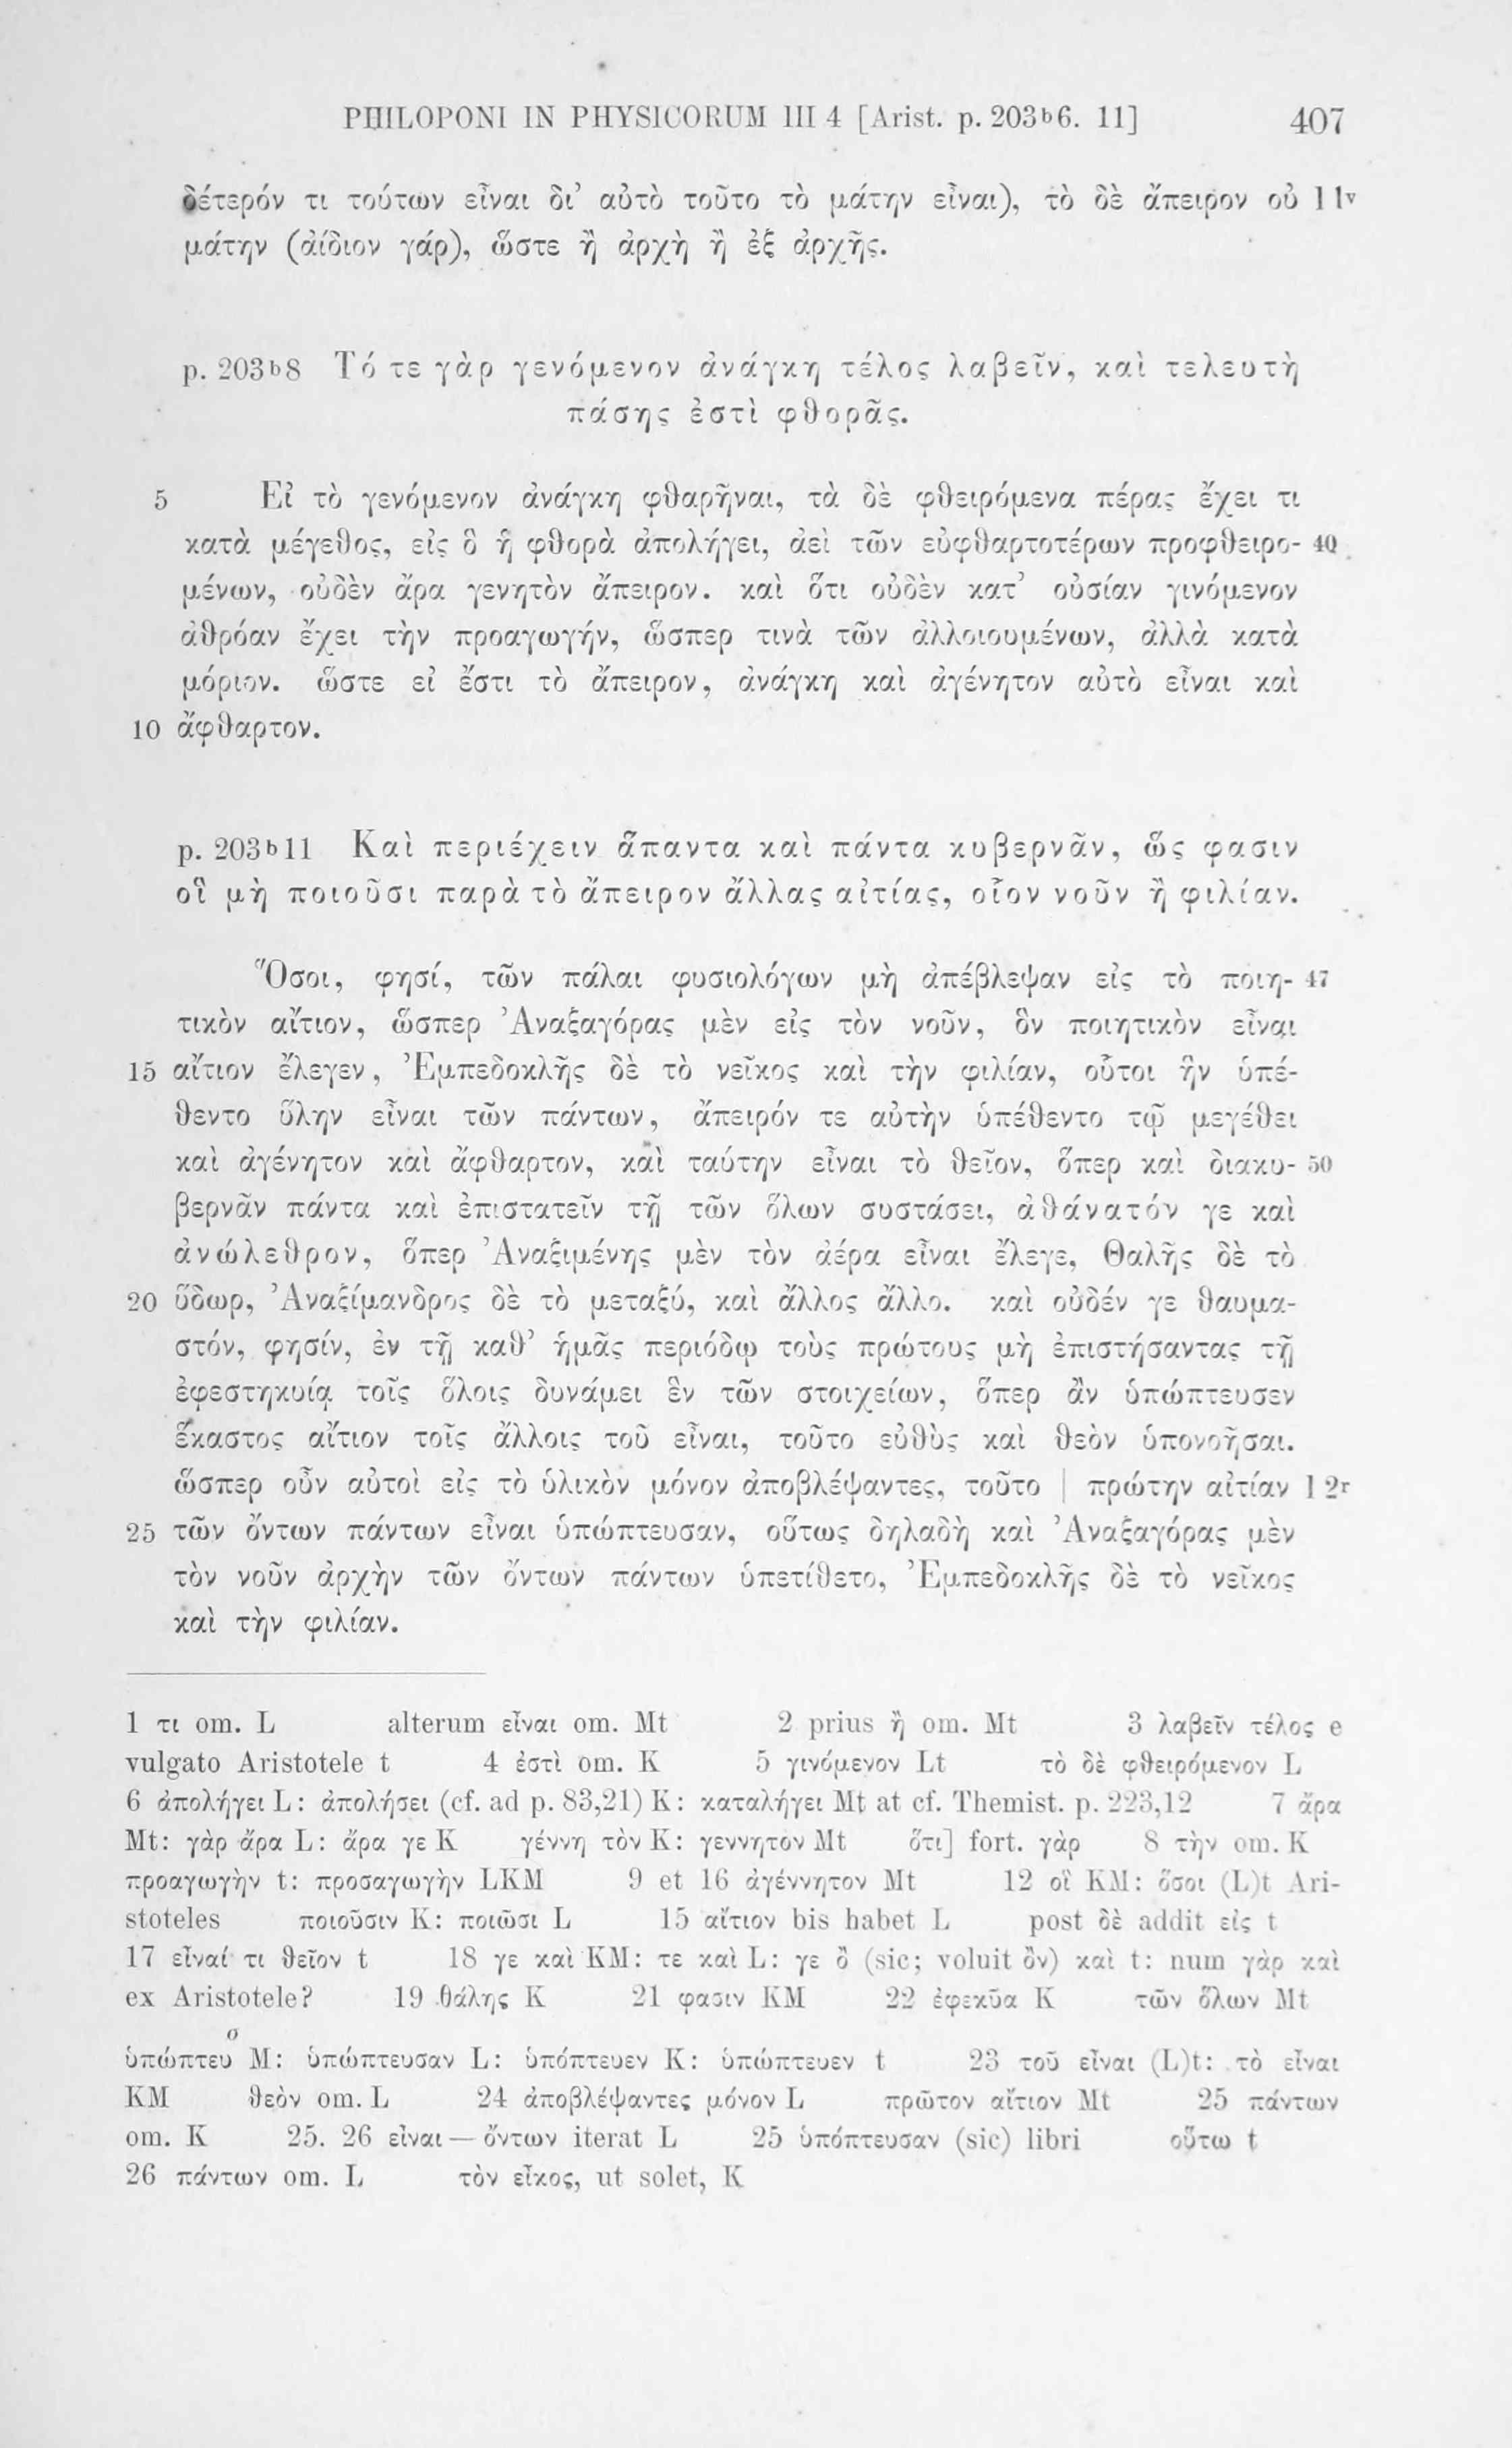 PHILOPONI IN PHYSICORUM III 4 [Arist. p. 203ᵇ6. 11] 407
δέτερόν τι τούτων εἶναι δι’ αὐτὸ τοῦτο τὸ μάτην εἶναι), τὸ δὲ ἄπειρον οὐ 11ᵛ
μάτην (ἀίδιον γάρ), ὥστε ἢ ἀρχὴ ἢ ἐξ ἀρχῆς.
p. 203ᵇ8 Τό τε γὰρ γενόμενον ἀνάγκη τέλος λαβεῖν, καὶ τελευτὴ
πάσης ἐστὶ φθορᾶς.
5 Εἰ τὸ γενόμενον ἀνάγκη φθαρῆναι, τὰ δὲ φθειρόμενα πέρας ἔχει τι
κατὰ μέγεθος, εἰς ὃ ἡ φθορὰ ἀπολήγει, ἀεὶ τῶν εὐφθαρτοτέρων προφθειρο- 40
μένων, οὐδὲν ἄρα γενητὸν ἄπειρον. καὶ ὅτι οὐδὲν κατ’ οὐσίαν γινόμενον
ἀθρόαν ἔχει τὴν προαγωγήν, ὥσπερ τινὰ τῶν ἀλλοιουμένων, ἀλλὰ κατὰ
μόριον. ὥστε εἰ ἔστι τὸ ἄπειρον, ἀνάγκη καὶ ἀγένητον αὐτὸ εἶναι καὶ
10 ἄφθαρτον.
p. 203ᵇ11 Καὶ περιέχειν ἅπαντα καὶ πάντα κυβερνᾶν, ὥς φασιν
οἳ μὴ ποιοῦσι παρὰ τὸ ἄπειρον ἄλλας αἰτίας, οἷον νοῦν ἢ φιλίαν.
Ὅσοι, φησί, τῶν πάλαι φυσιολόγων μὴ ἀπέβλεψαν εἰς τὸ ποιη- 47
τικὸν αἴτιον, ὥσπερ Ἀναξαγόρας μὲν εἰς τὸν νοῦν, ὃν ποιητικὸν εἶναι
15 αἴτιον ἔλεγεν, Ἐμπεδοκλῆς δὲ τὸ νεῖκος καὶ τὴν φιλίαν, οὗτοι ἣν ὑπέ-
θεντο ὕλην εἶναι τῶν πάντων, ἄπειρόν τε αὐτὴν ὑπέθεντο τῷ μεγέθει
καὶ ἀγένητον καὶ ἄφθαρτον, καὶ ταύτην εἶναι τὸ θεῖον, ὅπερ καὶ διακυ- 50
βερνᾶν πάντα καὶ ἐπιστατεῖν τῇ τῶν ὅλων συστάσει, ἀθάνατόν γε καὶ
ἀνώλεθρον, ὅπερ Ἀναξιμένης μὲν τὸν ἀέρα εἶναι ἔλεγε, Θαλῆς δὲ τὸ
20 ὕδωρ, Ἀναξίμανδρος δὲ τὸ μεταξύ, καὶ ἄλλος ἄλλο. καὶ οὐδέν γε θαυμα-
στόν, φησίν, ἐν τῇ καθ’ ἡμᾶς περιόδῳ τοὺς πρώτους μὴ ἐπιστήσαντας τῇ
ἐφεστηκυίᾳ τοῖς ὅλοις δυνάμει ἓν τῶν στοιχείων, ὅπερ ἂν ὑπώπτευσεν
ἕκαστος αἴτιον τοῖς ἄλλοις τοῦ εἶναι, τοῦτο εὐθὺς καὶ θεὸν ὑπονοῆσαι.
ὥσπερ οὖν αὐτοὶ εἰς τὸ ὑλικὸν μόνον ἀποβλέψαντες, τοῦτο | πρώτην αἰτίαν 12ʳ
25 τῶν ὄντων πάντων εἶναι ὑπώπτευσαν, οὕτως δηλαδὴ καὶ Ἀναξαγόρας μὲν
τὸν νοῦν ἀρχὴν τῶν ὄντων πάντων ὑπετίθετο, Ἐμπεδοκλῆς δὲ τὸ νεῖκος
καὶ τὴν φιλίαν.
1 τι om. L alterum εἶναι om. Mt 2 prius ἢ om. Mt 3 λαβεῖν τέλος e
vulgato Aristotele t 4 ἐστὶ om. K 5 γινόμενον Lt τὸ δὲ φθειρόμενον L
6 ἀπολήγει L: ἀπολήσει (cf. ad p. 83,21) K: καταλήγει Mt at cf. Themist. p. 223,12 7 ἄρα
Mt: γὰρ ἄρα L: ἄρα γε K γέννη τὸν K: γεννητὸν Mt ὅτι] fort. γὰρ 8 τὴν om. K
προαγωγὴν t: προσαγωγὴν LKM 9 et 16 ἀγέννητον Mt 12 οἳ KM: ὅσοι (L)t Ari-
stoteles ποιοῦσιν K: ποιῶσι L 15 αἴτιον bis habet L post δὲ addit εἰς t
17 εἶναί τι θεῖον t 18 γε καὶ KM: τε καὶ L: γε ὂ (sic; voluit ὂν) καὶ t: num γὰρ καὶ
ex Aristotele? 19 θάλης K 21 φασιν KM 22 ἐφεκῦα K τῶν ὅλων Mt
ὑπώπτευσ M: ὑπώπτευσαν L: ὑπόπτευεν K: ὑπώπτευεν t 23 τοῦ εἶναι (L)t: τὸ εἶναι
KM θεὸν om. L 24 ἀποβλέψαντες μόνον L πρῶτον αἴτιον Mt 25 πάντων
om. K 25. 26 εἶναι — ὄντων iterat L 25 ὑπόπτευσαν (sic) libri οὕτω t
26 πάντων om. L τὸν εἶκος, ut solet, K